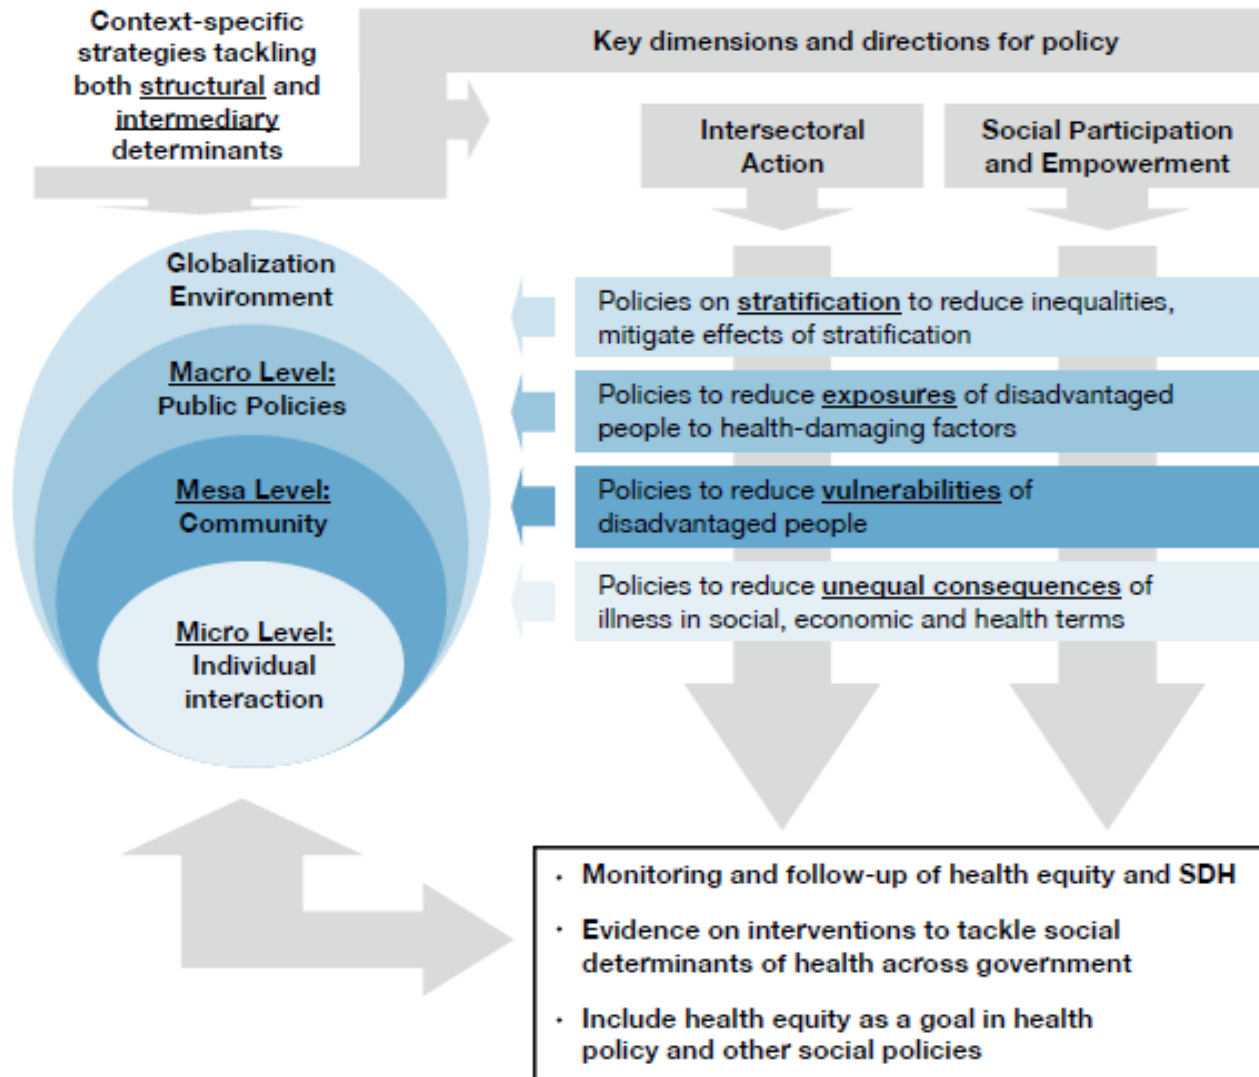 Context-specific
strategies tackling
both structural and
intermediary
determinants
Key dimensions and directions for policy
Intersectoral
Action
Social Participation
and Empowerment
Globalization
Environment
Macro Level:
Public Policies
Mesa Level:
Community
Micro Level:
Individual
interaction
Policies on stratification to reduce inequalities,
mitigate effects of stratification
Policies to reduce exposures of disadvantaged
people to health-damaging factors
Policies to reduce vulnerabilities of
disadvantaged people
Policies to reduce unequal consequences of
illness in social, economic and health terms
· Monitoring and follow-up of health equity and SDH
· Evidence on interventions to tackle social
determinants of health across government
· Include health equity as a goal in health
policy and other social policies